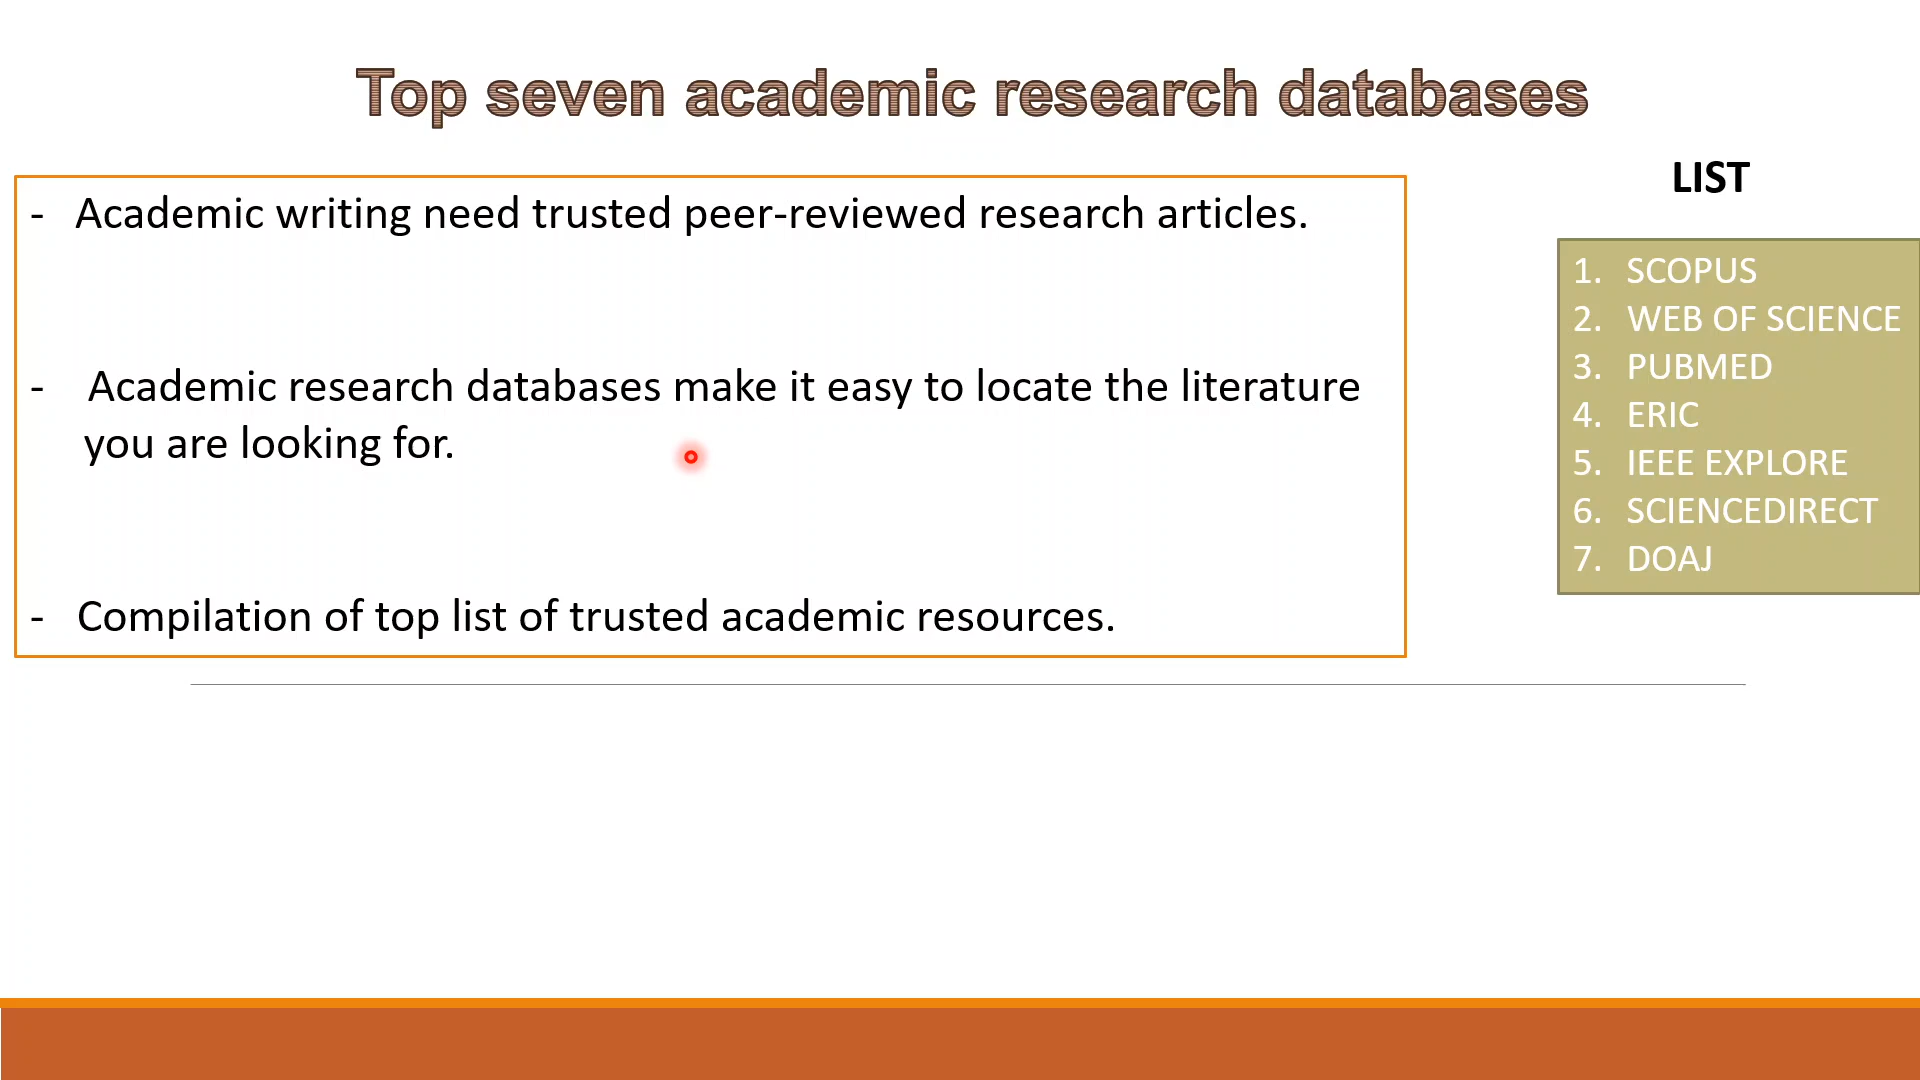 Top seven academic research databases
- Academic writing need trusted peer-reviewed research articles.
- Academic research databases make it easy to locate the literature
you are looking for.
- Compilation of top list of trusted academic resources.
LIST
1. SCOPUS
2. WEB OF SCIENCE
3. PUBMED
4. ERIC
5. IEEE EXPLORE
6. SCIENCEDIRECT
7. DOAJ